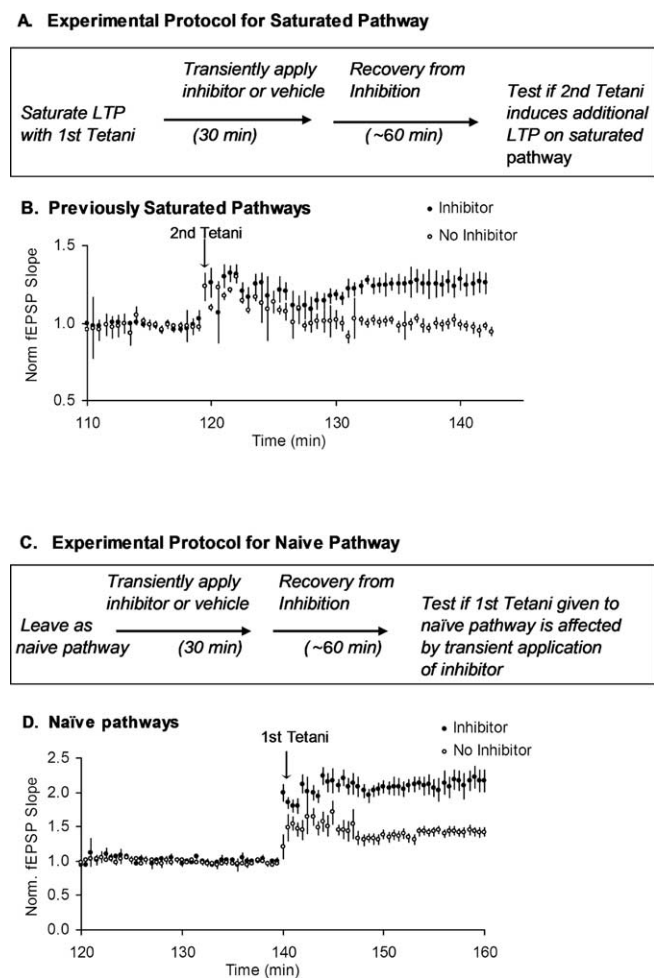 A. Experimental Protocol for Saturated Pathway
Saturate LTP
with 1st Tetani
Transiently apply
inhibitor or vehicle
(30 min)
Recovery from
Inhibition
(~60 min)
Test if 2nd Tetani
induces additional
LTP on saturated
pathway
B. Previously Saturated Pathways
2nd Tetani
Inhibitor
No Inhibitor
Norm fEPSP Slope
1.5
1.0
0.5
110
120
130
140
Time (min)
C. Experimental Protocol for Naive Pathway
Leave as
naive pathway
Transiently apply
inhibitor or vehicle
(30 min)
Recovery from
Inhibition
(~60 min)
Test if 1st Tetani given to
naïve pathway is affected
by transient application
of inhibitor
D. Naïve pathways
1st Tetani
Inhibitor
No Inhibitor
Norm. fEPSP Slope
2.5
2.0
1.5
1.0
0.0
120
130
140
150
160
Time (min)